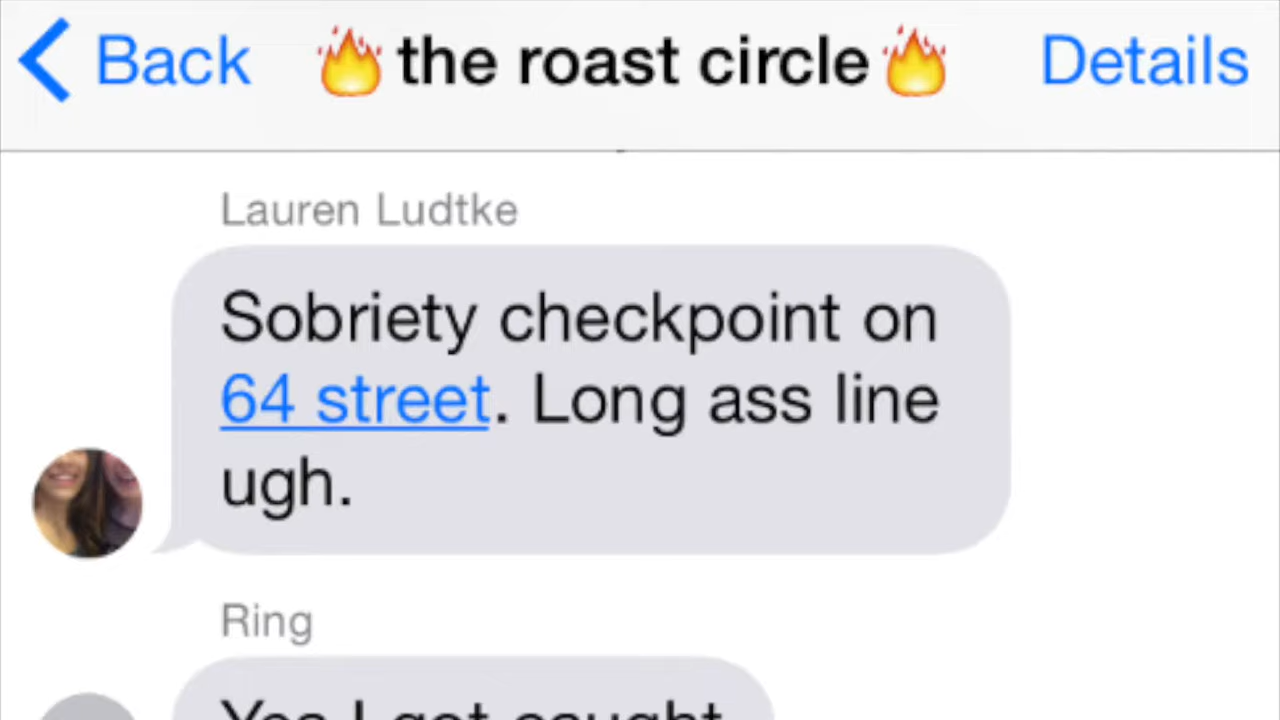 Back 🔥the roast circle🔥 Details
Lauren Ludtke
Sobriety checkpoint on
64 street. Long ass line
ugh.
Ring
Yes I got caught